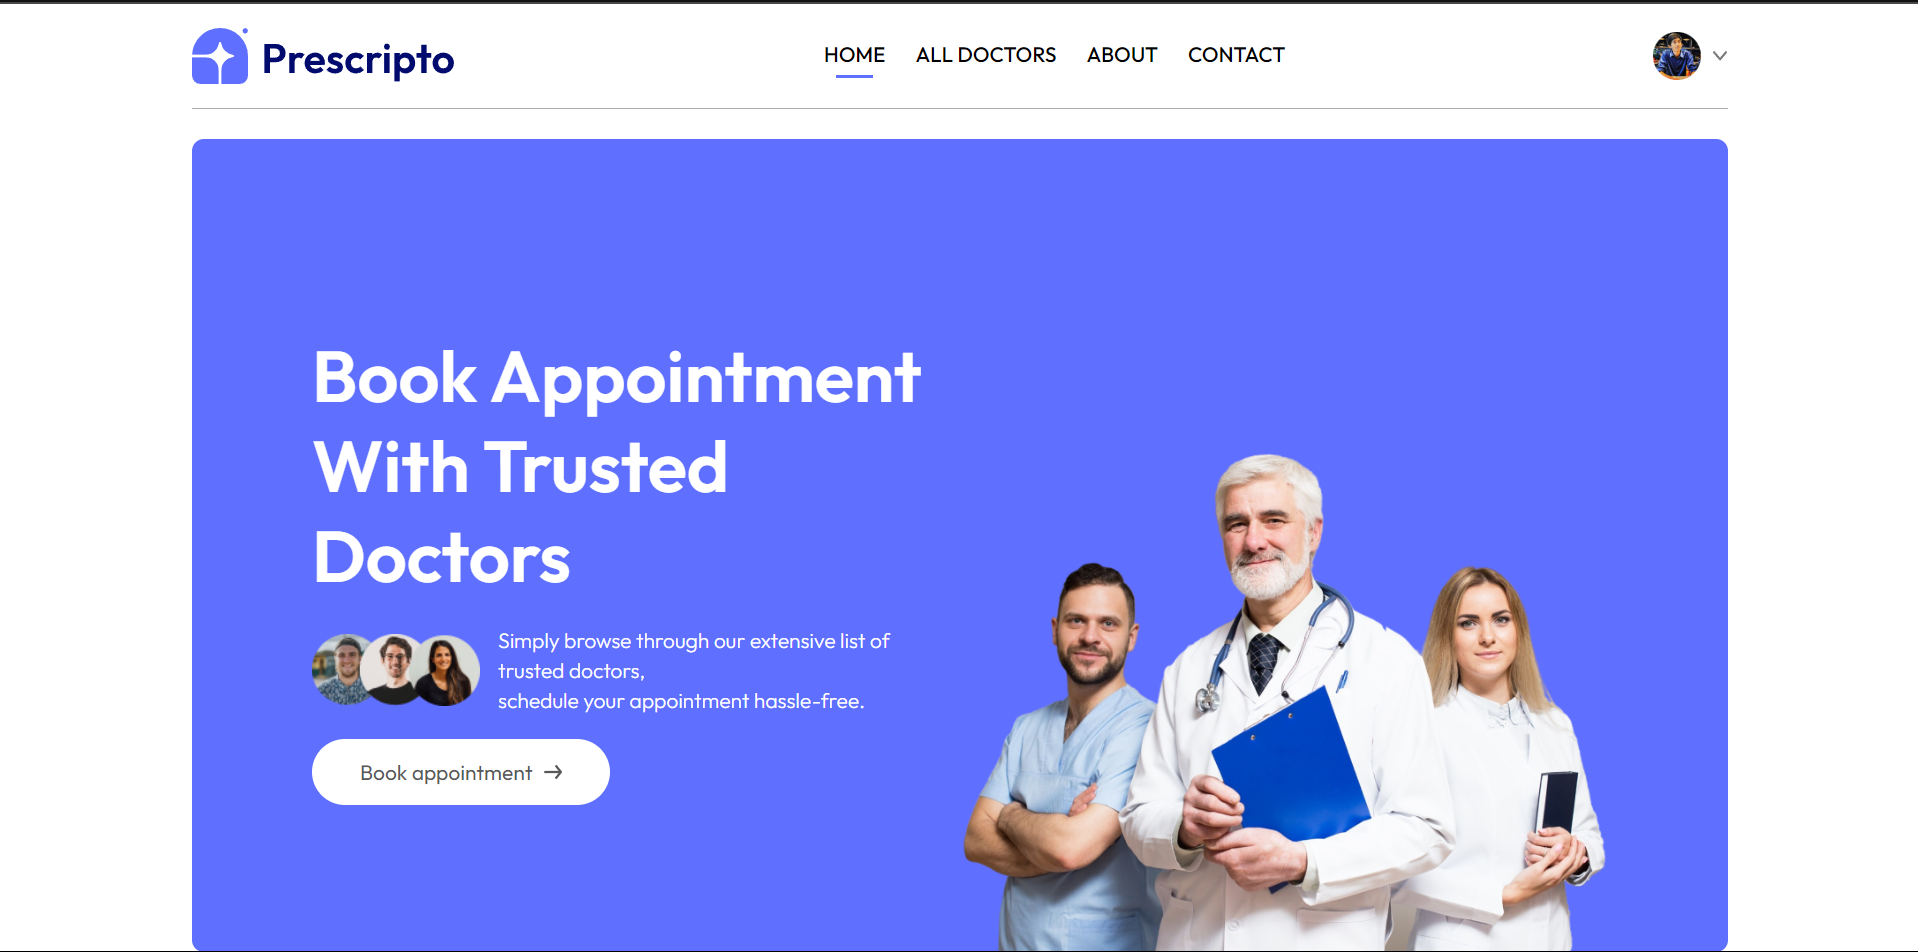 Prescripto
HOME ALL DOCTORS ABOUT CONTACT
Book Appointment
With Trusted
Doctors
Simply browse through our extensive list of
trusted doctors,
schedule your appointment hassle-free.
Book appointment →